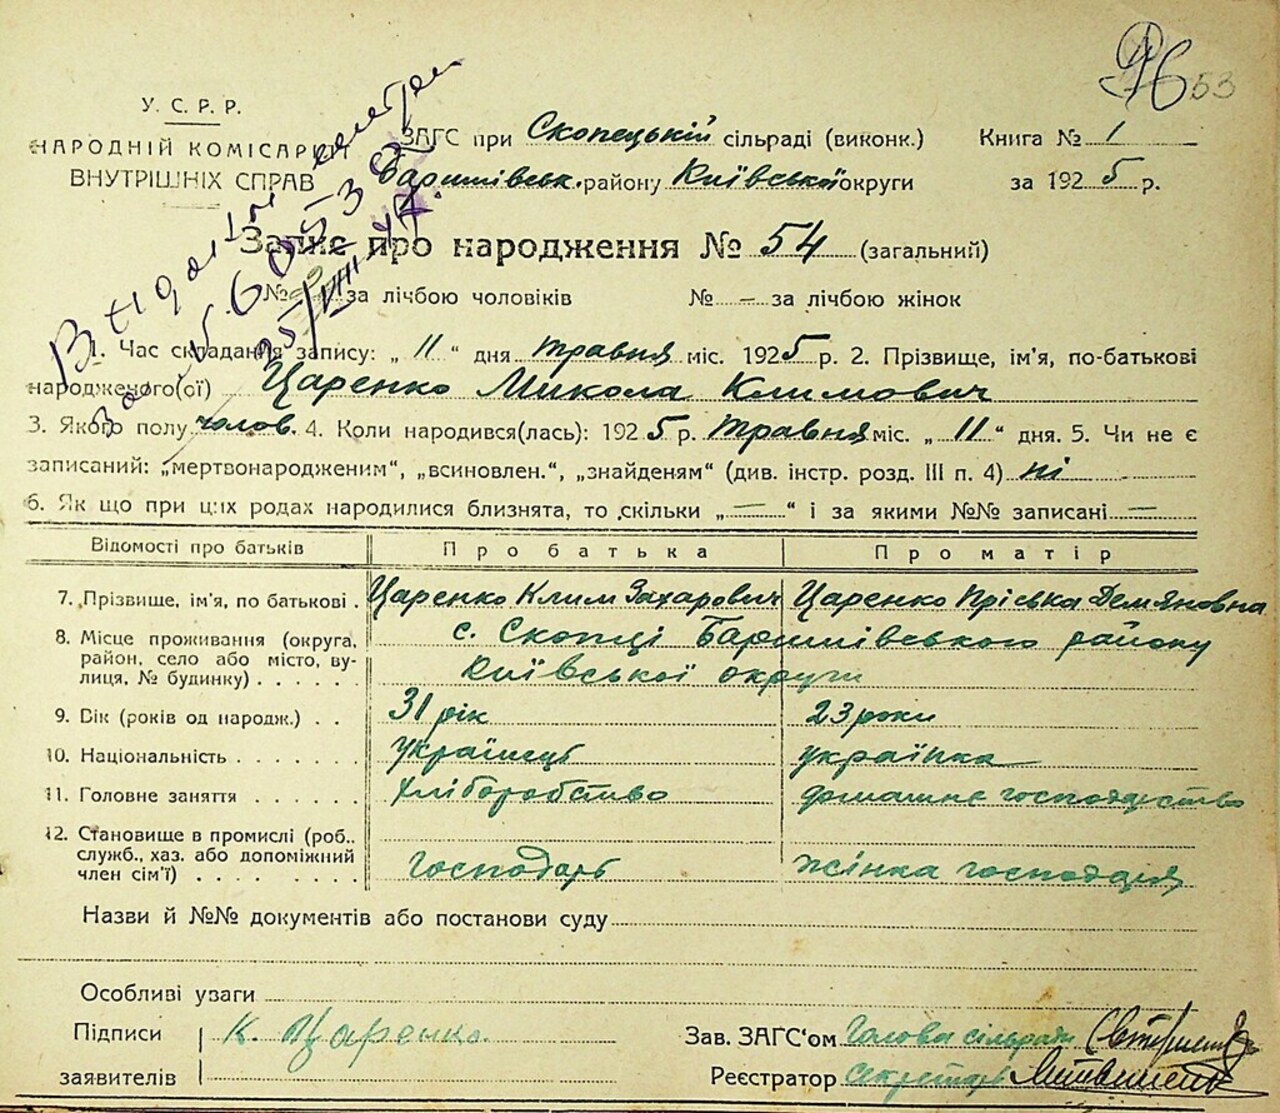 53
У. С. Р. Р.
НАРОДНІЙ КОМІСАРІЯТ
ВНУТРІШНІХ СПРАВ
ЗАГС при Скопецькій сільраді (виконк.) Книга № 1
Баришівськ. району Київської округи за 1925 р.
Запис про народження № 54 (загальний)
№ за лічбою чоловіків № — за лічбою жінок
1. Час складання запису: „ 11 “ дня травня міс. 1925 р. 2. Прізвище, ім'я, по-батькові
народженого(ої) Царенко Микола Климович
3. Якого полу чолов. 4. Коли народився(лась): 1925 р. травня міс. „ 11 “ дня. 5. Чи не є
записаний: „мертвонародженим“, „всиновлен.“, „знайденям“ (див. інстр. розд. III п. 4) ні
6. Як що при цих родах народилися близнята, то скільки „ — “ і за якими №№ записані —
Відомості про батьків Про батька Про матір
7. Прізвище, ім'я, по батькові . Царенко Клим Захарович Царенко Пріська Демяновна
8. Місце проживання (округа, с. Скопці Баришівського району
район, село або місто, ву-
лиця, № будинку) . . . . . . Київської округи
9. Вік (років од народж.) . . 31 рік 23 роки
10. Національність . . . . . . . українець українка
11. Головне заняття . . . . . . хліборобство домашнє господарство
12. Становище в промислі (роб.,
служб., хаз. або допоміжний
член сім'ї) . . . . . . . . господарь жінка господаря
Назви й №№ документів або постанови суду
Особливі уваги
Підписи К. Царенко. Зав. ЗАГС'ом Голова сільради
заявителів Реєстратор Секретарь